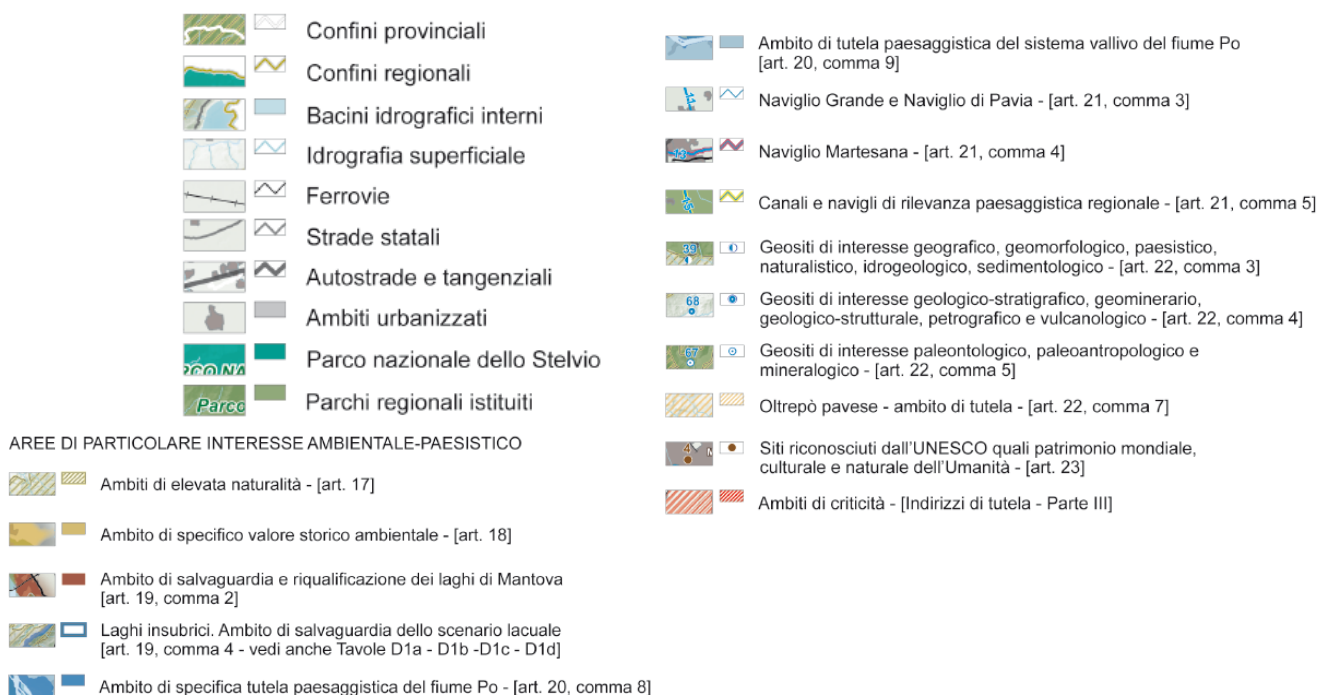 Confini provinciali
Confini regionali
Bacini idrografici interni
Idrografia superficiale
Ferrovie
Strade statali
Autostrade e tangenziali
Ambiti urbanizzati
Parco nazionale dello Stelvio
Parco
Parchi regionali istituiti
AREE DI PARTICOLARE INTERESSE AMBIENTALE-PAESISTICO
Ambiti di elevata naturalità - [art. 17]
Ambito di specifico valore storico ambientale - [art. 18]
Ambito di salvaguardia e riqualificazione dei laghi di Mantova
[art. 19, comma 2]
Laghi insubrici. Ambito di salvaguardia dello scenario lacuale
[art. 19, comma 4 - vedi anche Tavole D1a - D1b -D1c - D1d]
Ambito di specifica tutela paesaggistica del fiume Po - [art. 20, comma 8]
Ambito di tutela paesaggistica del sistema vallivo del fiume Po
[art. 20, comma 9]
11
Naviglio Grande e Naviglio di Pavia - [art. 21, comma 3]
13
Naviglio Martesana - [art. 21, comma 4]
15
Canali e navigli di rilevanza paesaggistica regionale - [art. 21, comma 5]
39
Geositi di interesse geografico, geomorfologico, paesistico,
naturalistico, idrogeologico, sedimentologico - [art. 22, comma 3]
68
Geositi di interesse geologico-stratigrafico, geominerario,
geologico-strutturale, petrografico e vulcanologico - [art. 22, comma 4]
67
Geositi di interesse paleontologico, paleoantropologico e
mineralogico - [art. 22, comma 5]
Oltrepò pavese - ambito di tutela - [art. 22, comma 7]
4
Siti riconosciuti dall'UNESCO quali patrimonio mondiale,
culturale e naturale dell'Umanità - [art. 23]
Ambiti di criticità - [Indirizzi di tutela - Parte III]